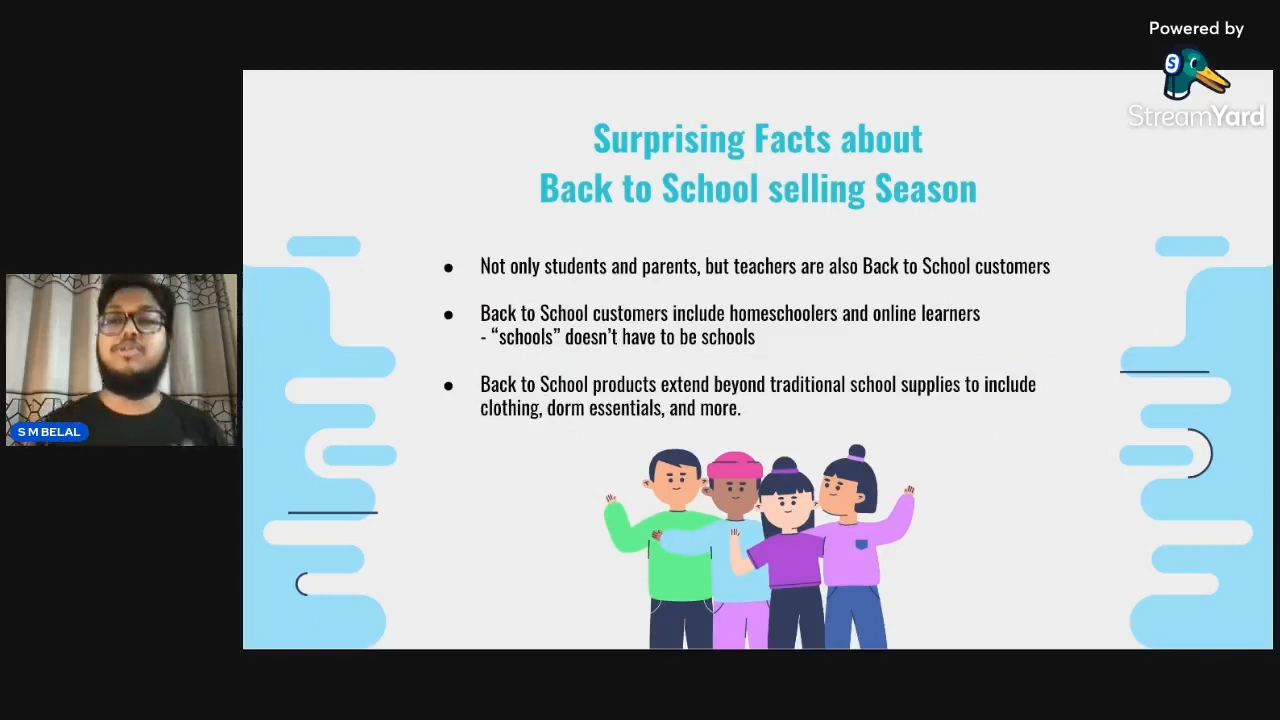 Powered by
S
StreamYard
Surprising Facts about
Back to School selling Season
● Not only students and parents, but teachers are also Back to School customers
● Back to School customers include homeschoolers and online learners
- “schools” doesn’t have to be schools
● Back to School products extend beyond traditional school supplies to include
clothing, dorm essentials, and more.
S M BELAL